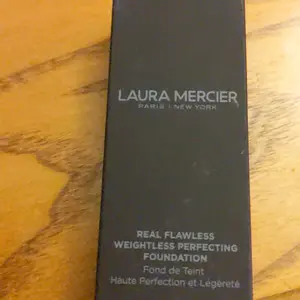 LAURA MERCIER
PARIS | NEW YORK
REAL FLAWLESS
WEIGHTLESS PERFECTING
FOUNDATION
Fond de Teint
Haute Perfection et Légèreté